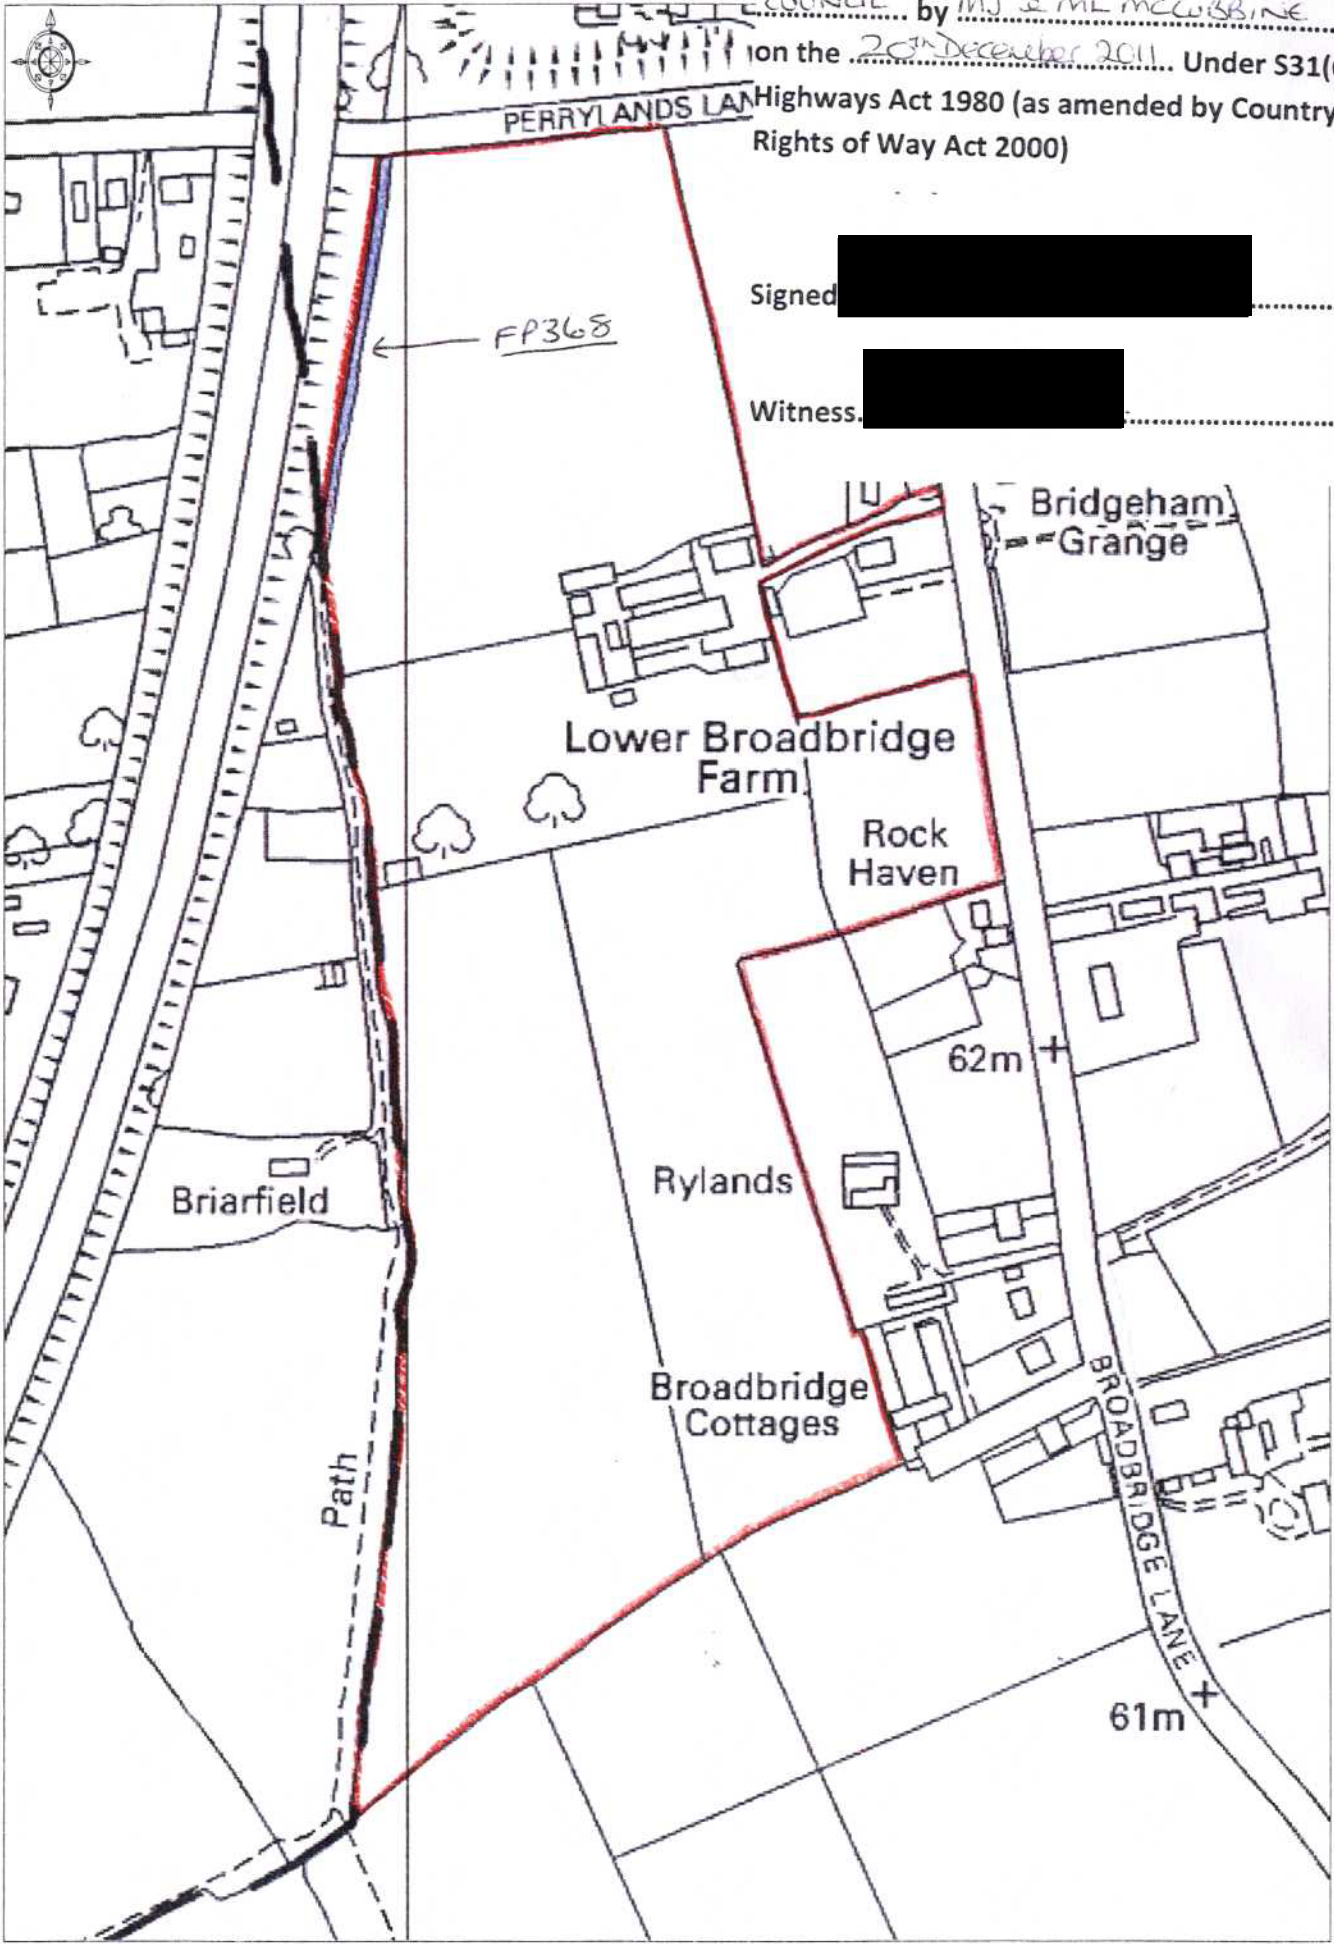 COUNCIL by MJ & ML MCCUBBINE
on the 20th December 2011. Under S31(
Highways Act 1980 (as amended by Country
Rights of Way Act 2000)
PERRYLANDS LAN
Signed
FP368
Witness.
Bridgeham
Grange
Lower Broadbridge
Farm
Rock
Haven
62m
Rylands
Briarfield
Broadbridge
Cottages
Path
BROADBRIDGE LANE
61m